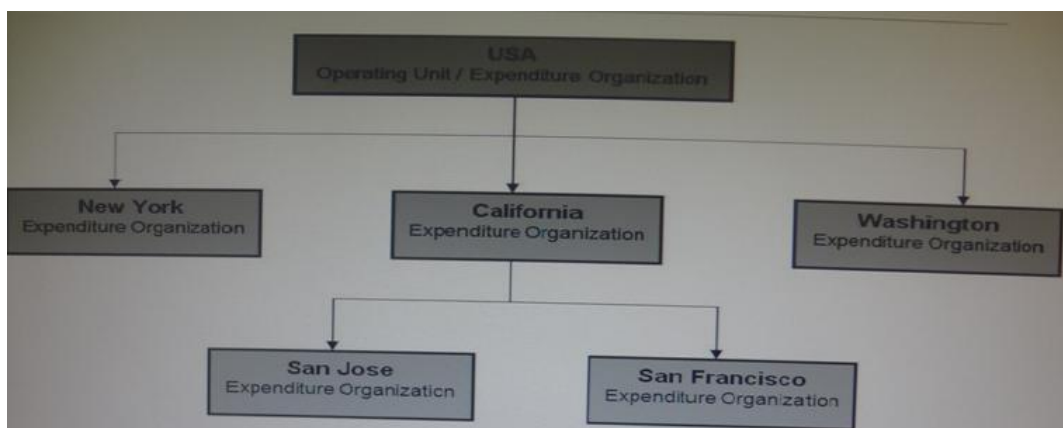 USA
Operating Unit / Expenditure Organization
New York
Expenditure Organization
California
Expenditure Organization
Washington
Expenditure Organization
San Jose
Expenditure Organization
San Francisco
Expenditure Organization